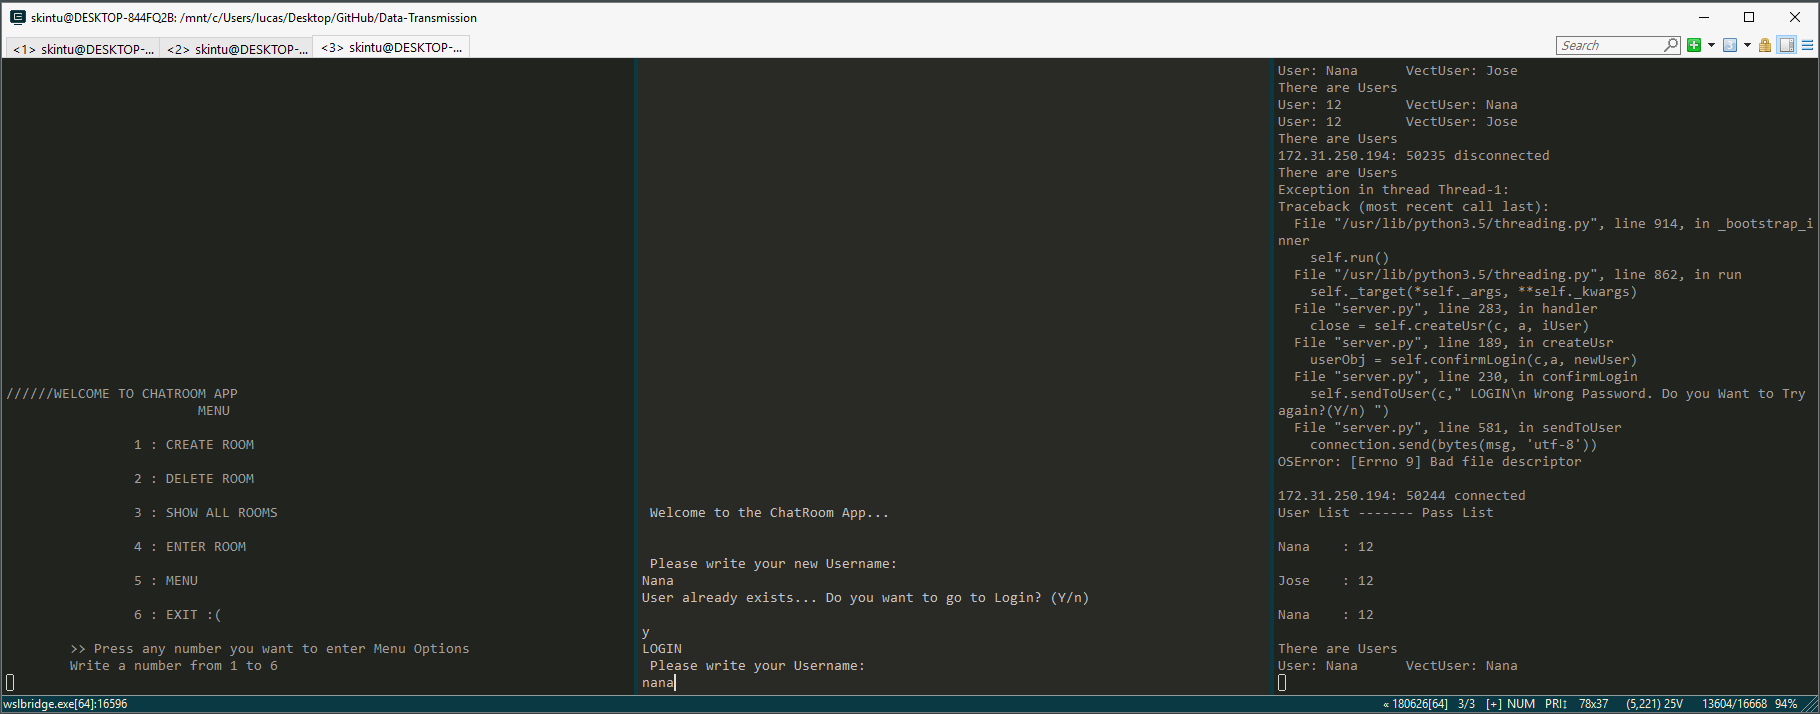 skintu@DESKTOP-844FQ2B: /mnt/c/Users/lucas/Desktop/GitHub/Data-Transmission
<1> skintu@DESKTOP-... <2> skintu@DESKTOP-... <3> skintu@DESKTOP-...
Search
//////WELCOME TO CHATROOM APP
MENU
1 : CREATE ROOM
2 : DELETE ROOM
3 : SHOW ALL ROOMS
4 : ENTER ROOM
5 : MENU
6 : EXIT :(
>> Press any number you want to enter Menu Options
Write a number from 1 to 6
Welcome to the ChatRoom App...
Please write your new Username:
Nana
User already exists... Do you want to go to Login? (Y/n)
y
LOGIN
Please write your Username:
nana
User: Nana      VectUser: Jose
There are Users
User: 12        VectUser: Nana
User: 12        VectUser: Jose
There are Users
172.31.250.194: 50235 disconnected
There are Users
Exception in thread Thread-1:
Traceback (most recent call last):
  File "/usr/lib/python3.5/threading.py", line 914, in _bootstrap_i
nner
    self.run()
  File "/usr/lib/python3.5/threading.py", line 862, in run
    self._target(*self._args, **self._kwargs)
  File "server.py", line 283, in handler
    close = self.createUsr(c, a, iUser)
  File "server.py", line 189, in createUsr
    userObj = self.confirmLogin(c,a, newUser)
  File "server.py", line 230, in confirmLogin
    self.sendToUser(c," LOGIN\n Wrong Password. Do you Want to Try
again?(Y/n) ")
  File "server.py", line 581, in sendToUser
    connection.send(bytes(msg, 'utf-8'))
OSError: [Errno 9] Bad file descriptor
172.31.250.194: 50244 connected
User List ------- Pass List
Nana    : 12
Jose    : 12
Nana    : 12
There are Users
User: Nana      VectUser: Nana
wslbridge.exe[64]:16596
« 180626[64] 3/3 [+] NUM PRI↕ 78x37 (5,221) 25V 13604/16668 94%